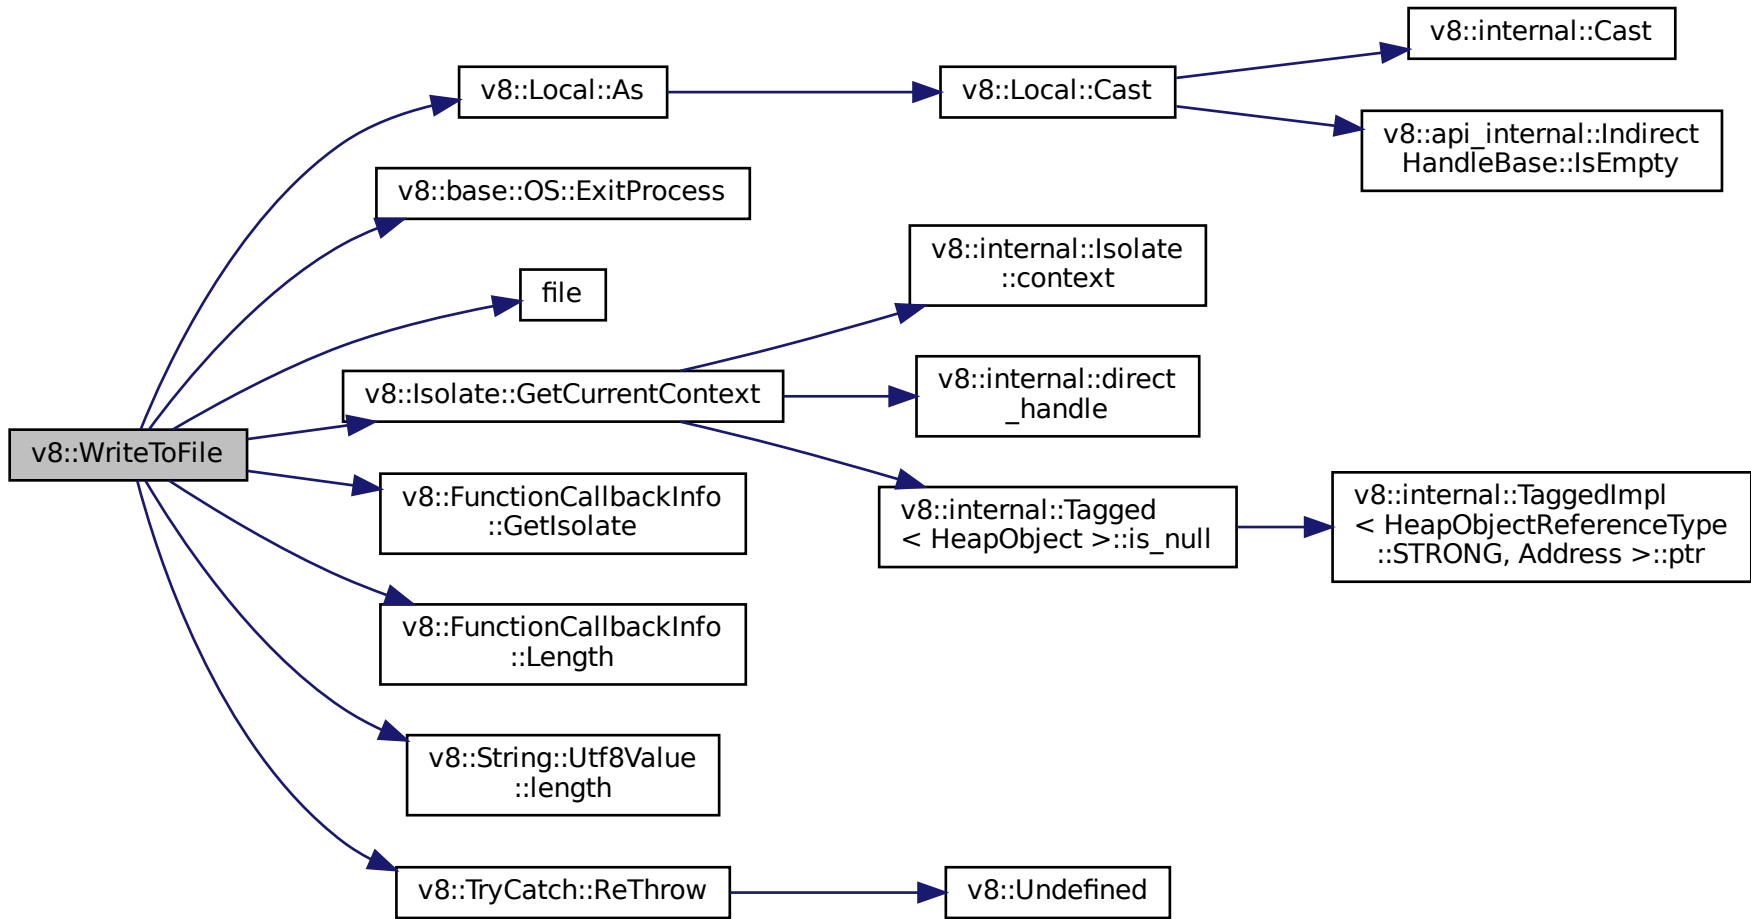 v8::WriteToFile
v8::Local::As
v8::base::OS::ExitProcess
file
v8::Isolate::GetCurrentContext
v8::FunctionCallbackInfo
::GetIsolate
v8::FunctionCallbackInfo
::Length
v8::String::Utf8Value
::length
v8::TryCatch::ReThrow
v8::Local::Cast
v8::internal::Isolate
::context
v8::internal::direct
_handle
v8::internal::Tagged
< HeapObject >::is_null
v8::Undefined
v8::internal::Cast
v8::api_internal::Indirect
HandleBase::IsEmpty
v8::internal::TaggedImpl
< HeapObjectReferenceType
::STRONG, Address >::ptr